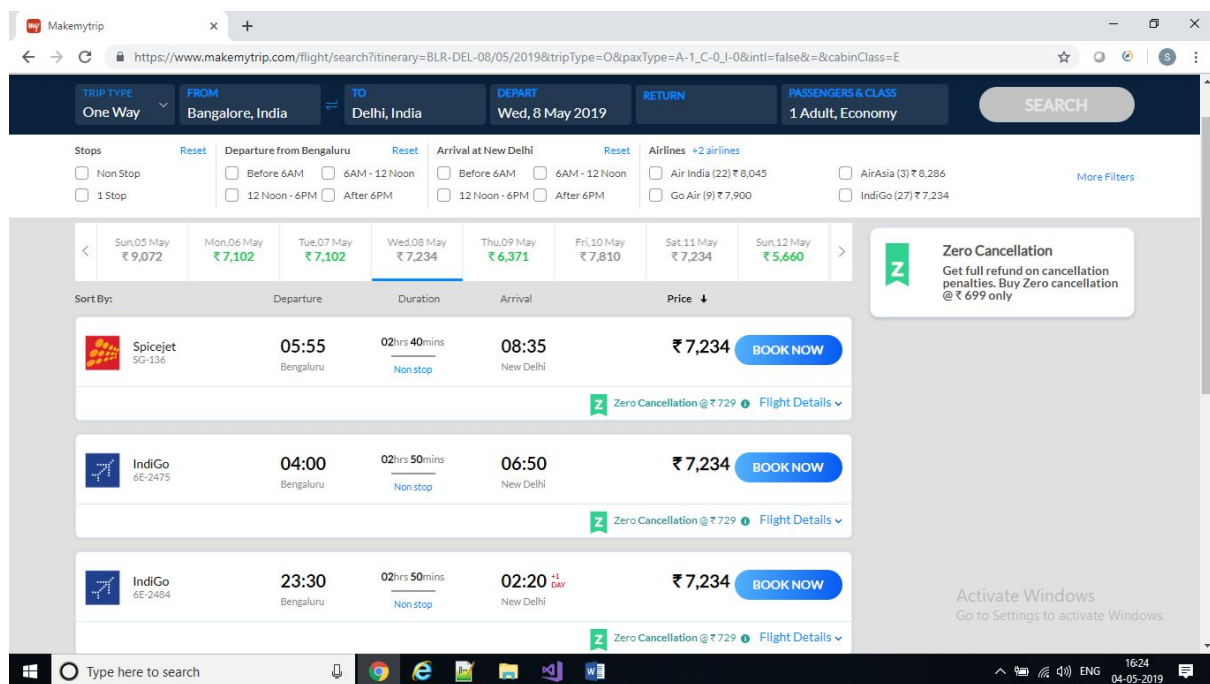 Makemytrip
https://www.makemytrip.com/flight/search?itinerary=BLR-DEL-08/05/2019&tripType=O&paxType=A-1_C-0_I-0&intl=false&=&cabinClass=E
S
TRIP TYPE FROM TO DEPART RETURN PASSENGERS & CLASS
One Way Bangalore, India Delhi, India Wed, 8 May 2019 1 Adult, Economy SEARCH
Stops Reset Departure from Bengaluru Reset Arrival at New Delhi Reset Airlines +2 airlines
Non Stop Before 6AM 6AM - 12 Noon Before 6AM 6AM - 12 Noon Air India (22) ₹ 8,045 AirAsia (3) ₹ 8,286 More Filters
1 Stop 12 Noon - 6PM After 6PM 12 Noon - 6PM After 6PM Go Air (9) ₹ 7,900 IndiGo (27) ₹ 7,234
Sun,05 May Mon,06 May Tue,07 May Wed,08 May Thu,09 May Fri,10 May Sat,11 May Sun,12 May
₹ 9,072 ₹ 7,102 ₹ 7,102 ₹ 7,234 ₹ 6,371 ₹ 7,810 ₹ 7,234 ₹ 5,660
Z
Zero Cancellation
Get full refund on cancellation
penalties. Buy Zero cancellation
@ ₹ 699 only
Sort By: Departure Duration Arrival Price
Spicejet 05:55 02hrs 40mins 08:35 ₹ 7,234 BOOK NOW
SG-136 Bengaluru Non stop New Delhi
Z Zero Cancellation @ ₹ 729 Flight Details
IndiGo 04:00 02hrs 50mins 06:50 ₹ 7,234 BOOK NOW
6E-2475 Bengaluru Non stop New Delhi
Z Zero Cancellation @ ₹ 729 Flight Details
IndiGo 23:30 02hrs 50mins 02:20 +1 DAY ₹ 7,234 BOOK NOW
6E-2484 Bengaluru Non stop New Delhi
Z Zero Cancellation @ ₹ 729 Flight Details
Activate Windows
Go to Settings to activate Windows.
Type here to search ENG 16:24
04-05-2019